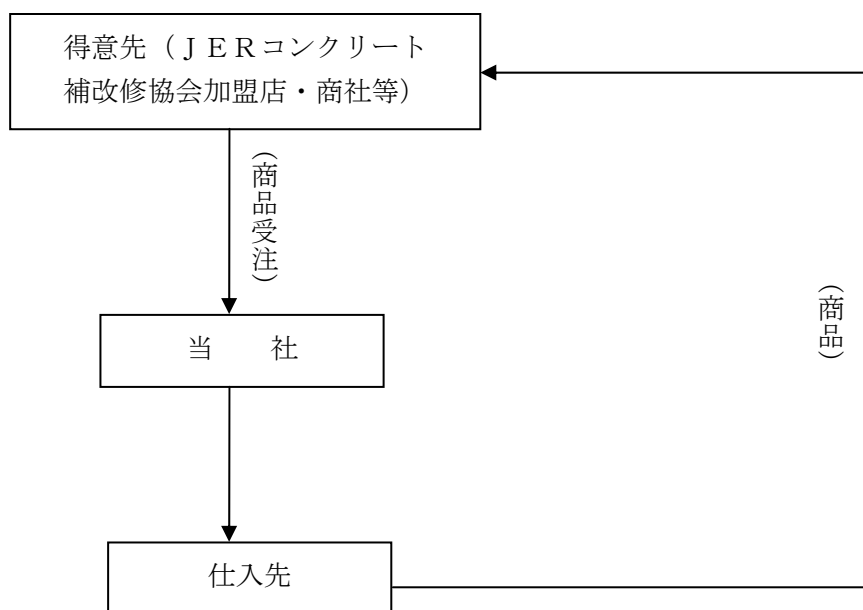 得意先（ＪＥＲコンクリート
補改修協会加盟店・商社等）
（商品受注）
当　　社
（商品）
仕入先